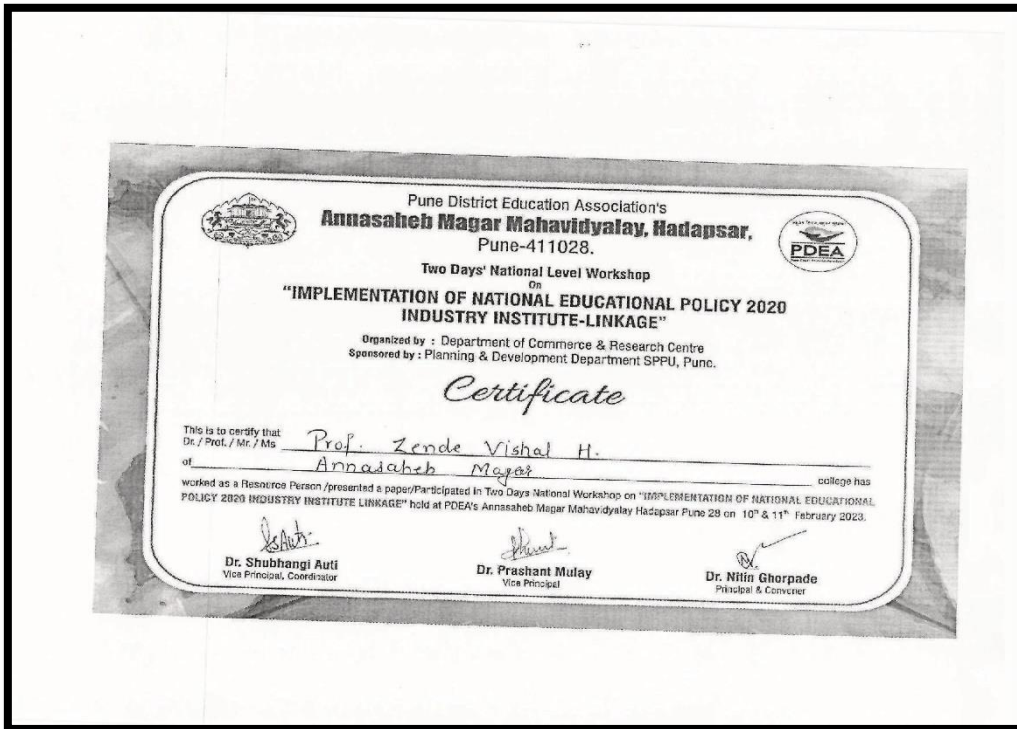 Pune District Education Association's
Annasaheb Magar Mahavidyalay, Hadapsar,
Pune-411028.
PDEA
Two Days' National Level Workshop
On
"IMPLEMENTATION OF NATIONAL EDUCATIONAL POLICY 2020
INDUSTRY INSTITUTE-LINKAGE"
Organized by : Department of Commerce & Research Centre
Sponsored by : Planning & Development Department SPPU, Pune.
Certificate
This is to certify that
Dr. / Prof. / Mr. / Ms Prof. Zende Vishal H.
of Annasaheb Magar college has
worked as a Resource Person /presented a paper/Participated in Two Days National Workshop on "IMPLEMENTATION OF NATIONAL EDUCATIONAL
POLICY 2020 INDUSTRY INSTITUTE LINKAGE" held at PDEA's Annasaheb Magar Mahavidyalay Hadapsar Pune 28 on 10th & 11th February 2023.
Dr. Shubhangi Auti
Vice Principal, Coordinator
Dr. Prashant Mulay
Vice Principal
Dr. Nitin Ghorpade
Principal & Convener